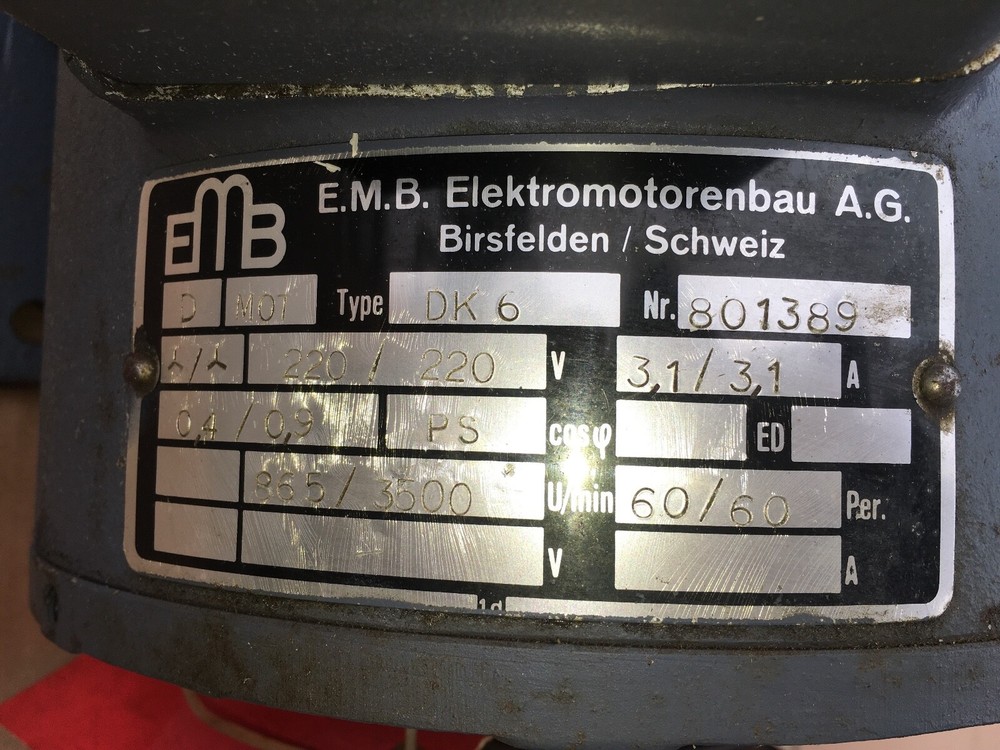 EMB
E.M.B. Elektromotorenbau A.G.
Birsfelden / Schweiz
D MOT Type DK 6 Nr. 801389
⅄/⅄ 220 / 220 V 3,1 / 3,1 A
0,4 / 0,9 PS cosφ ED
865 / 3500 U/min 60/60 Per.
V A